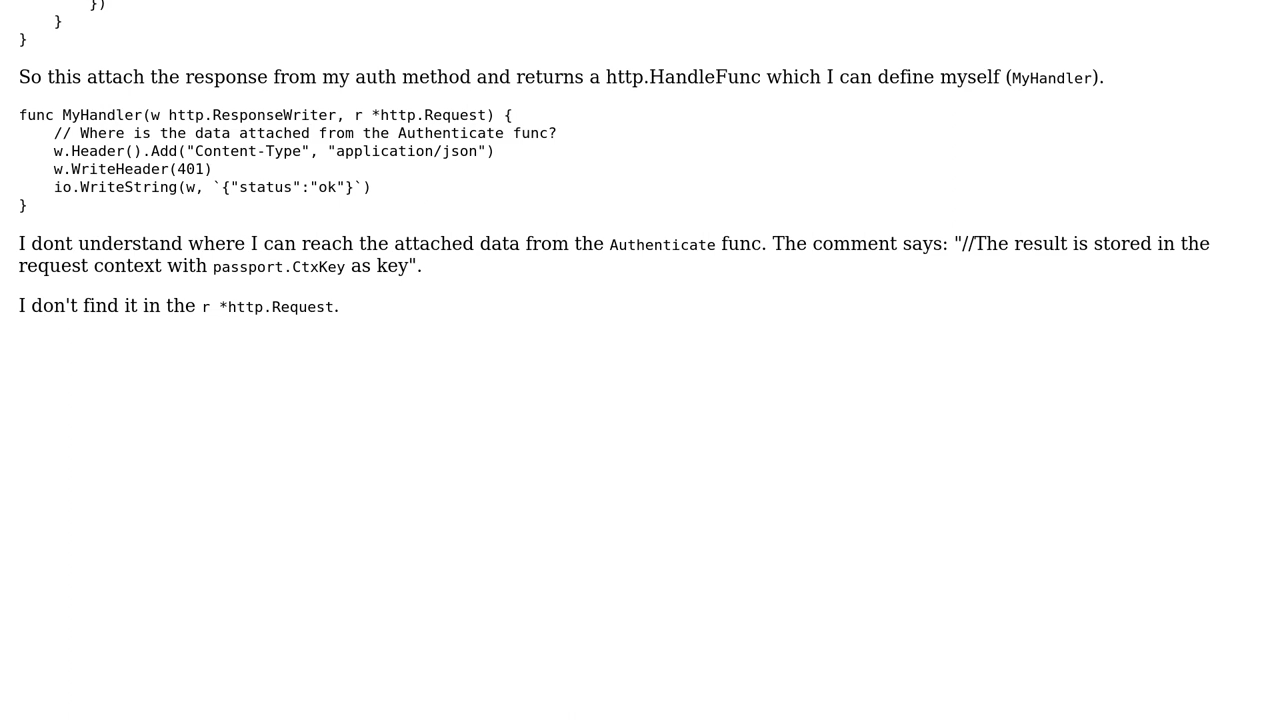 })
    }
}
So this attach the response from my auth method and returns a http.HandleFunc which I can define myself (MyHandler).
func MyHandler(w http.ResponseWriter, r *http.Request) {
    // Where is the data attached from the Authenticate func?
    w.Header().Add("Content-Type", "application/json")
    w.WriteHeader(401)
    io.WriteString(w, `{"status":"ok"}`)
}
I dont understand where I can reach the attached data from the Authenticate func. The comment says: "//The result is stored in the
request context with passport.CtxKey as key".
I don't find it in the r *http.Request.